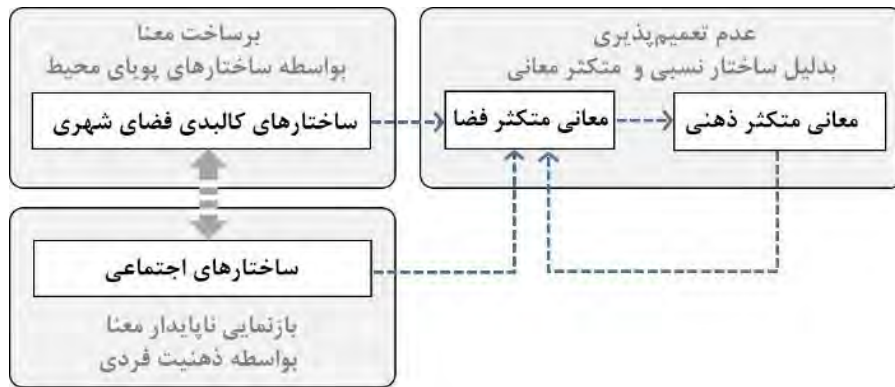 عدم تعمیم‌پذیری
بدلیل ساختار نسبی و متکثر معانی
معانی متکثر ذهنی
معانی متکثر فضا
برساخت معنا
بواسطه ساختارهای پویای محیط
ساختارهای کالبدی فضای شهری
ساختارهای اجتماعی
بازنمایی ناپایدار معنا
بواسطه ذهنیت فردی